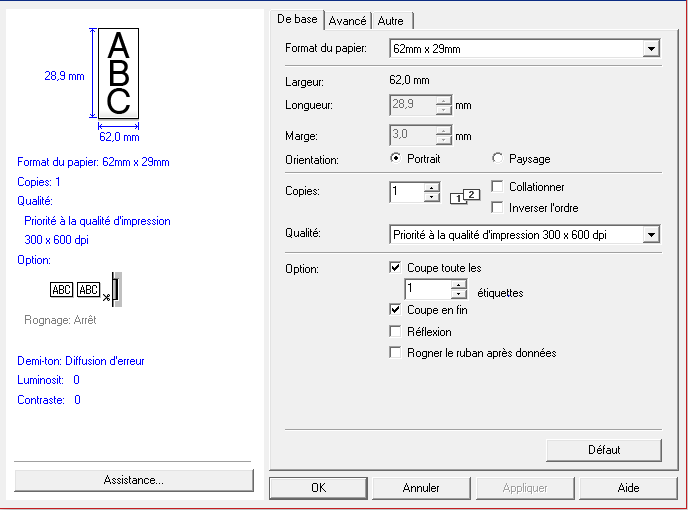 A
B
C
28,9 mm
62,0 mm
Format du papier: 62mm x 29mm
Copies: 1
Qualité:
Priorité à la qualité d'impression
300 x 600 dpi
Option:
ABC ABC
Rognage: Arrêt
Demi-ton: Diffusion d'erreur
Luminosit: 0
Contraste: 0
Assistance...
De base Avancé Autre
Format du papier: 62mm x 29mm
Largeur: 62,0 mm
Longueur: 28,9 mm
Marge: 3,0 mm
Orientation: Portrait Paysage
Copies: 1 1 2 Collationner
Inverser l'ordre
Qualité: Priorité à la qualité d'impression 300 x 600 dpi
Option: Coupe toute les
1 étiquettes
Coupe en fin
Réflexion
Rogner le ruban après données
Défaut
OK Annuler Appliquer Aide